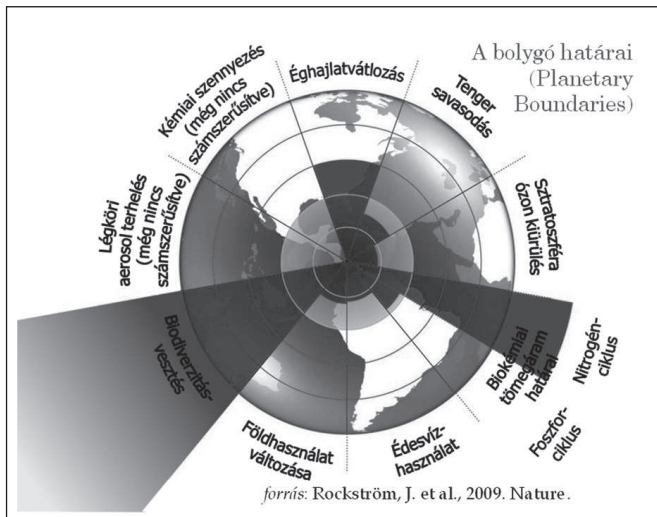 A bolygó határai
(Planetary
Boundaries)
Éghajlatvátlozás
Tenger
savasodás
Sztratoszféra
ózon kiürülés
Nitrogén-
ciklus
Biokémiai
tömegáram
határai
Foszfor-
ciklus
Édesvíz-
használat
Földhasználat
változása
Biodiverzitás-
vesztés
Légköri
aerosol terhelés
(még nincs
számszerűsítve)
Kémiai szennyezés
(még nincs
számszerűsítve)
forrás: Rockström, J. et al., 2009. Nature.